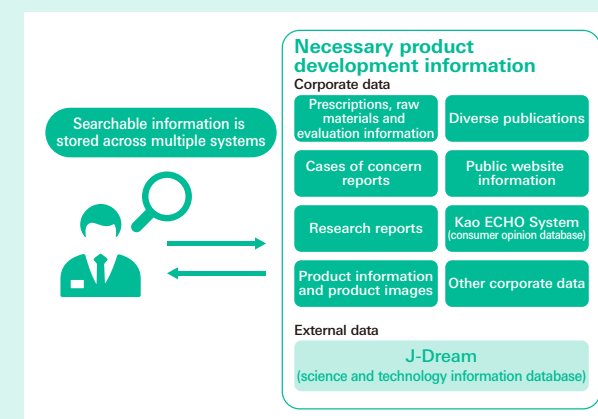 Necessary product
development information
Corporate data
Searchable information is
stored across multiple systems
Prescriptions, raw
materials and
evaluation information
Diverse publications
Cases of concern
reports
Public website
information
Research reports
Kao ECHO System
(consumer opinion database)
Product information
and product images
Other corporate data
External data
J-Dream
(science and technology information database)